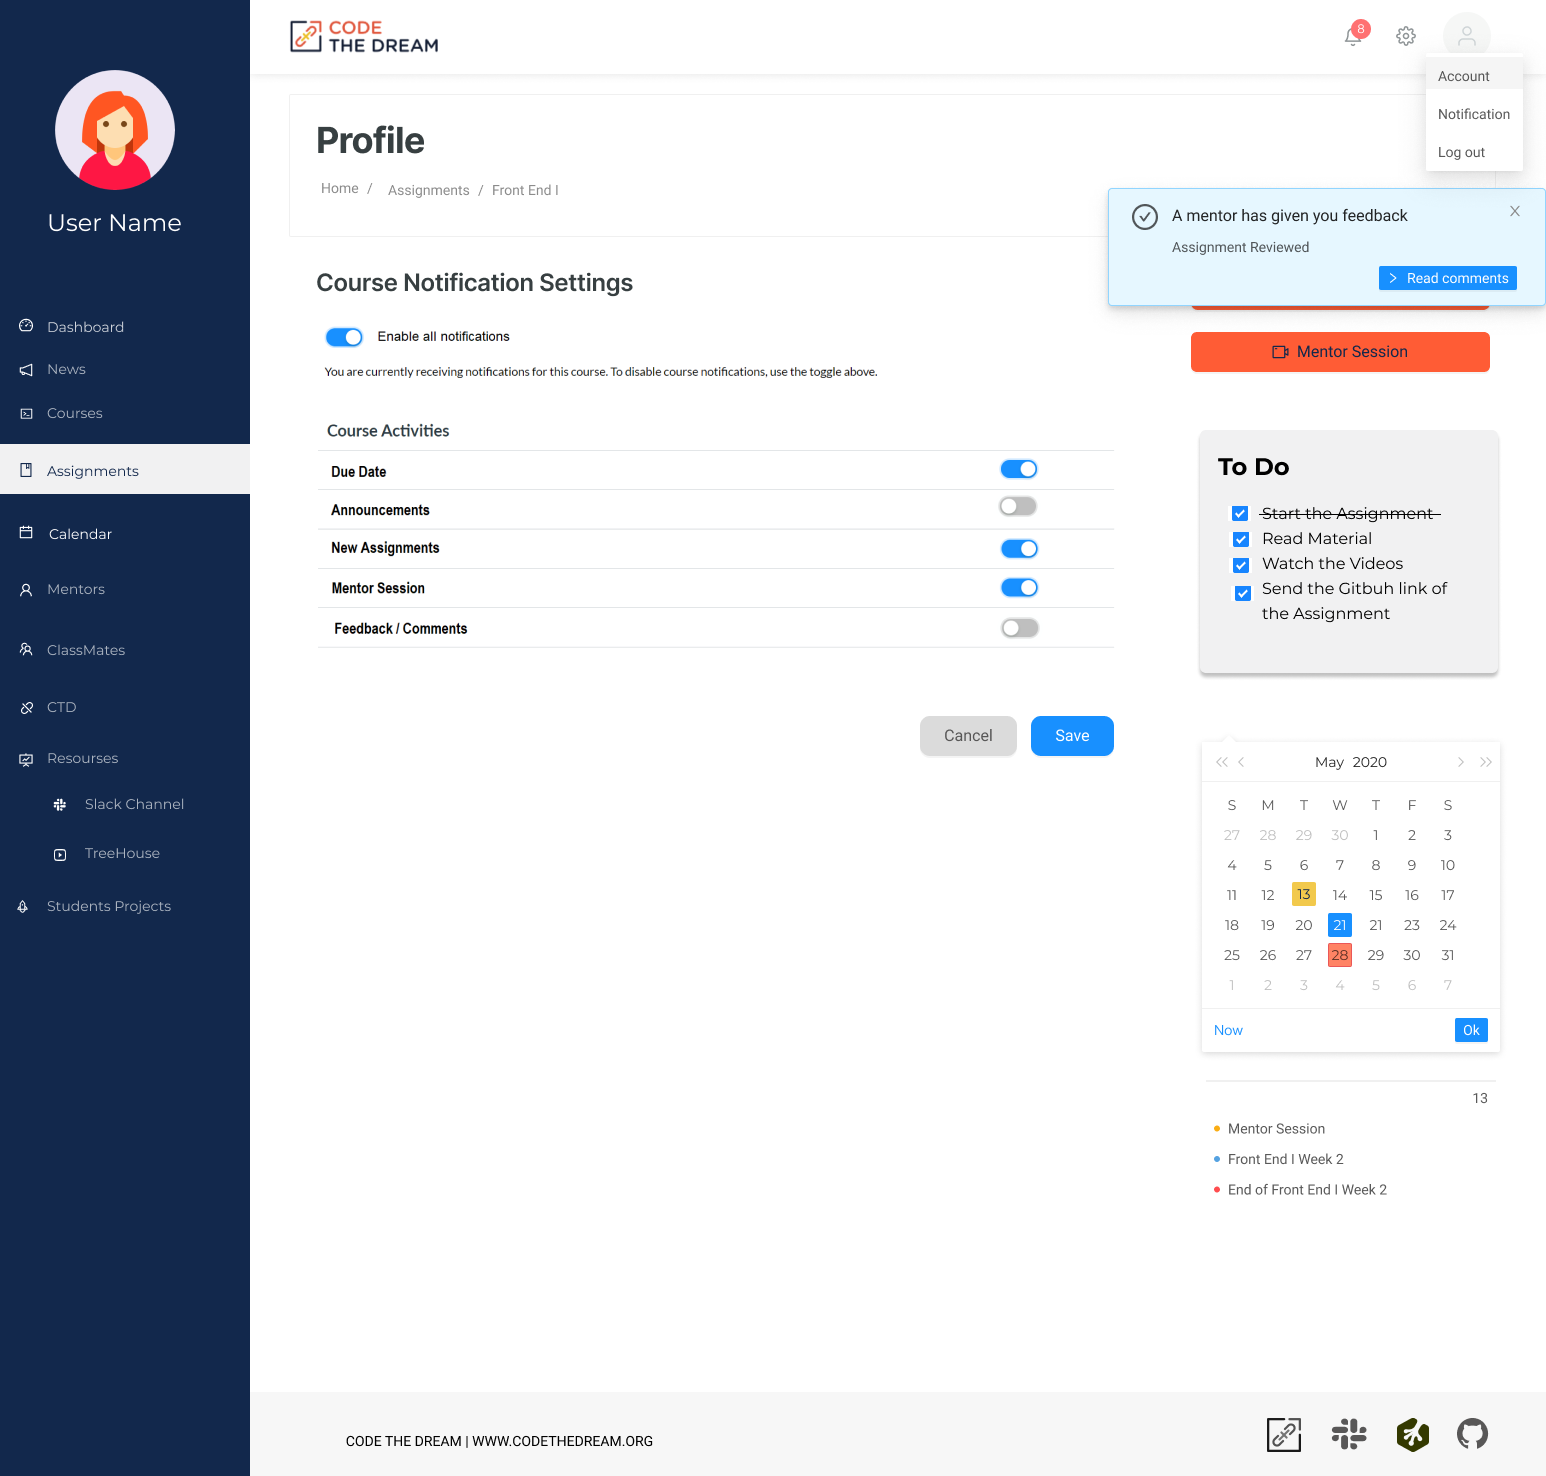 CODE
THE DREAM
8
Account
Notification
Log out
User Name
Dashboard
News
Courses
Assignments
Calendar
Mentors
ClassMates
CTD
Resourses
Slack Channel
TreeHouse
Students Projects
Profile
Home / Assignments / Front End I
A mentor has given you feedback
Assignment Reviewed
Read comments
Course Notification Settings
Enable all notifications
You are currently receiving notifications for this course. To disable course notifications, use the toggle above.
Course Activities
Due Date
Announcements
New Assignments
Mentor Session
Feedback / Comments
Cancel
Save
Mentor Session
To Do
Start the Assignment
Read Material
Watch the Videos
Send the Gitbuh link of
the Assignment
May 2020
S M T W T F S
27 28 29 30 1 2 3
4 5 6 7 8 9 10
11 12 13 14 15 16 17
18 19 20 21 21 23 24
25 26 27 28 29 30 31
1 2 3 4 5 6 7
Now
Ok
13
Mentor Session
Front End I Week 2
End of Front End I Week 2
CODE THE DREAM | WWW.CODETHEDREAM.ORG